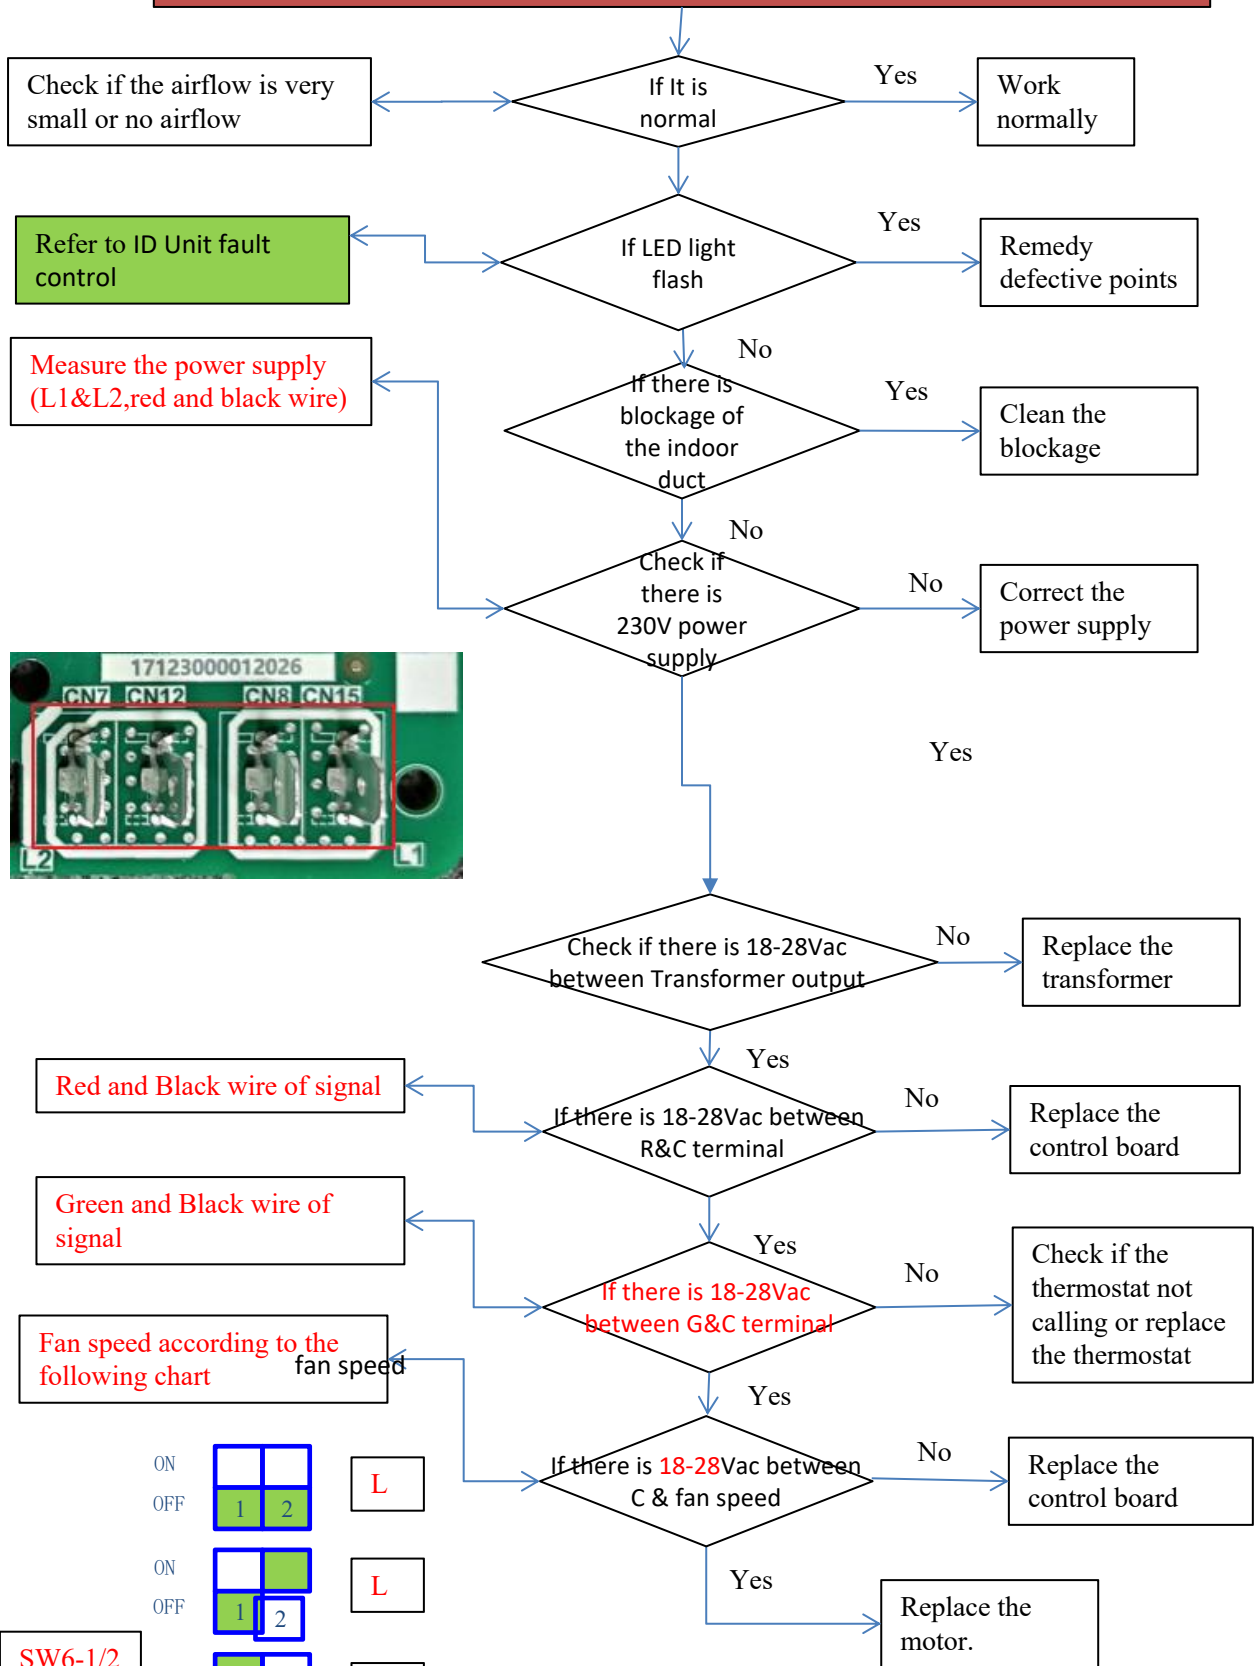 Check if the airflow is very
small or no airflow
If It is
normal
Yes
Work
normally
Refer to ID Unit fault
control
If LED light
flash
Yes
Remedy
defective points
No
Measure the power supply
(L1&L2,red and black wire)
If there is
blockage of
the indoor
duct
Yes
Clean the
blockage
No
Check if
there is
230V power
supply
No
Correct the
power supply
17123000012026
CN7 CN12 CN8 CN15
L2 L1
Yes
Check if there is 18-28Vac
between Transformer output
No
Replace the
transformer
Yes
Red and Black wire of signal
If there is 18-28Vac between
R&C terminal
No
Replace the
control board
Green and Black wire of
signal
Yes
If there is 18-28Vac
between G&C terminal
No
Check if the
thermostat not
calling or replace
the thermostat
Fan speed according to the
following chart
fan speed
Yes
If there is 18-28Vac between
C & fan speed
No
Replace the
control board
ON
OFF
1 2
L
ON
OFF
1 2
L
Yes
Replace the
motor.
SW6-1/2